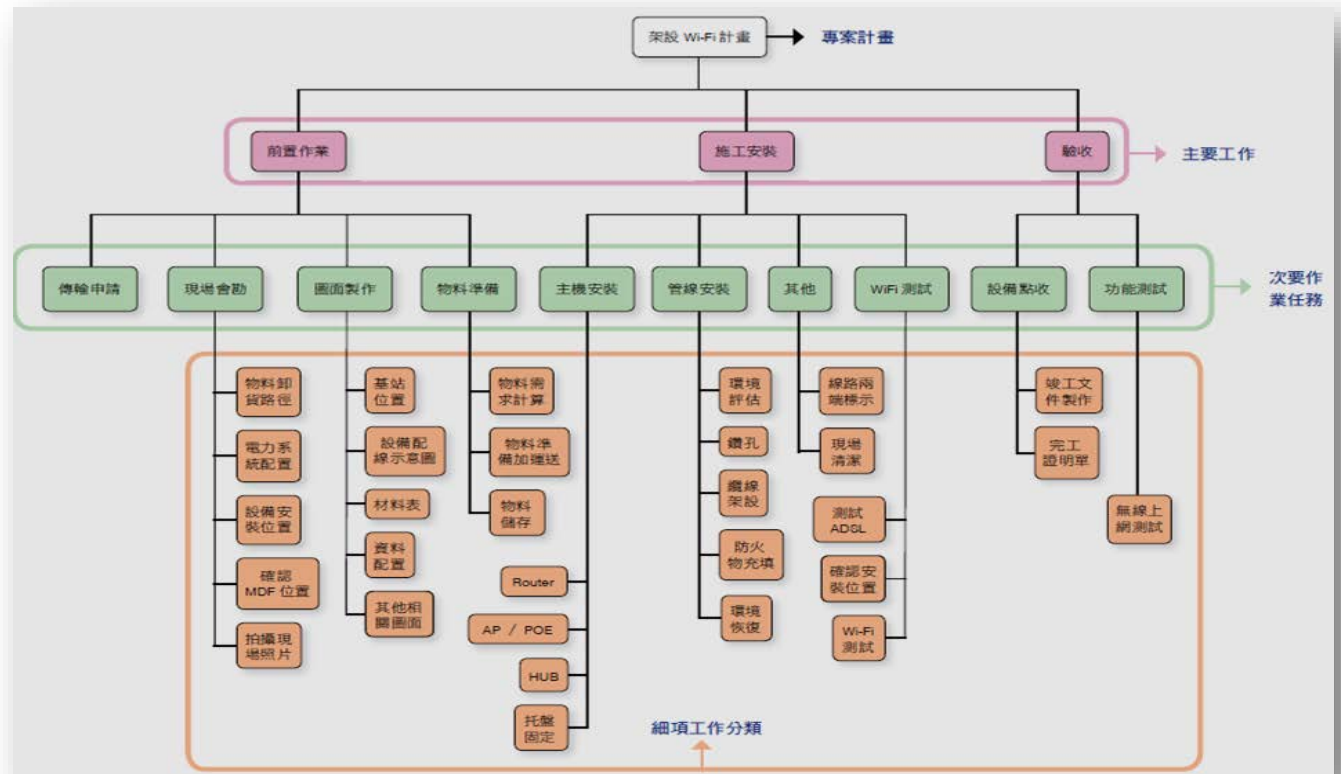 架設 Wi-Fi 計畫
專案計畫
前置作業
施工安裝
驗收
主要工作
傳輸申請
現場會勘
圖面製作
物料準備
主機安裝
管線安裝
其他
WiFi 測試
設備點收
功能測試
次要作
業任務
物料卸
貨路徑
電力系
統配置
設備安
裝位置
確認
MDF 位置
拍攝現
場照片
基站
位置
設備配
線示意圖
材料表
資料
配置
其他相
關圖面
物料需
求計算
物料準
備加運送
物料
儲存
Router
AP / POE
HUB
托盤
固定
環境
評估
鑽孔
纜線
架設
防火
物充填
環境
恢復
線路兩
端標示
現場
清潔
測試
ADSL
確認安
裝位置
Wi-Fi
測試
竣工文
件製作
完工
證明單
無線上
網測試
細項工作分類